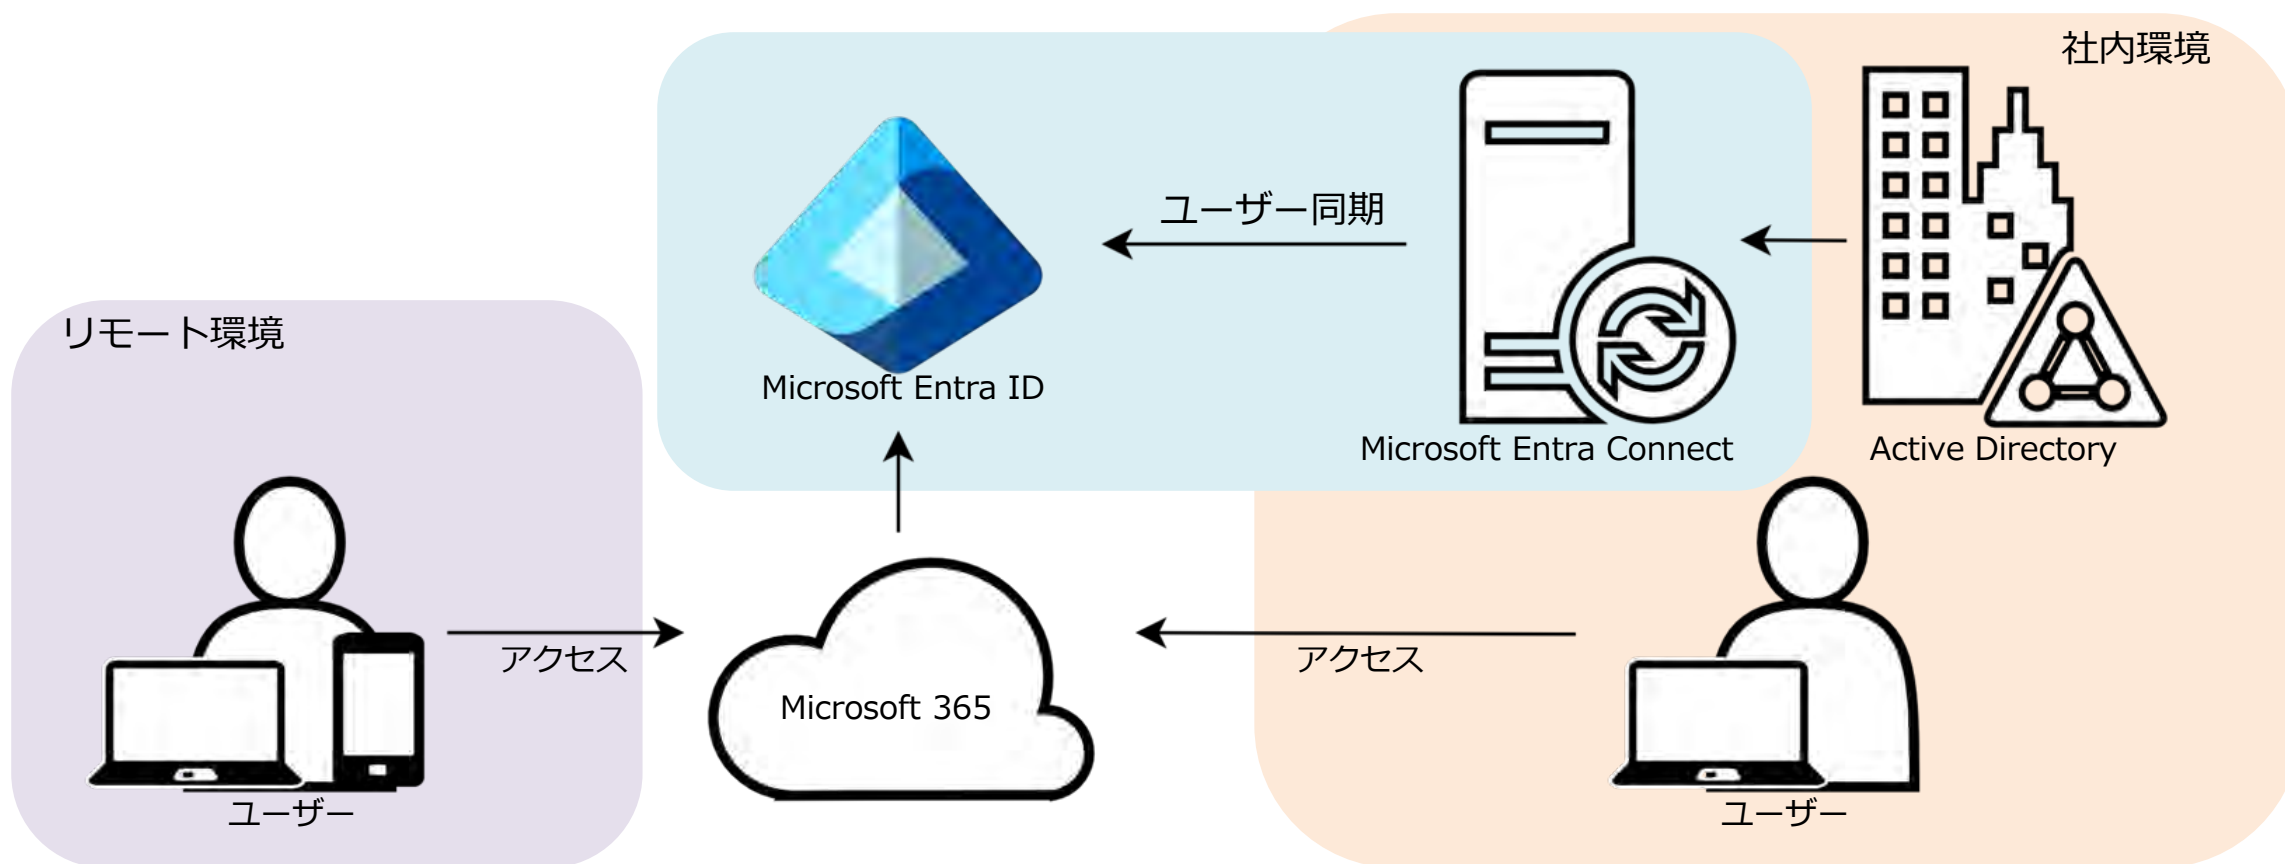 社内環境
ユーザー同期
リモート環境
Microsoft Entra ID
Microsoft Entra Connect
Active Directory
アクセス
アクセス
Microsoft 365
ユーザー
ユーザー